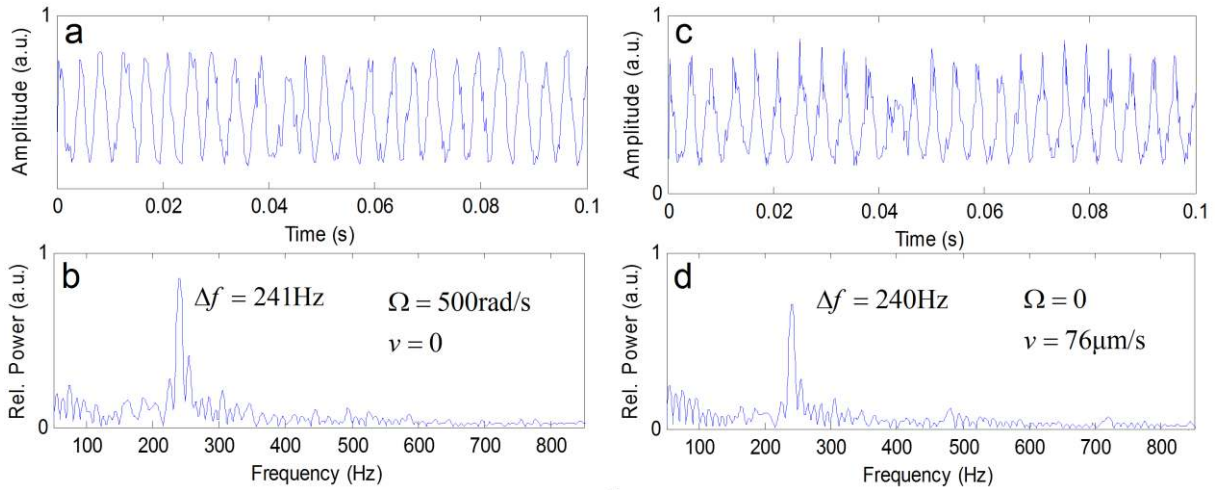 a
1
Amplitude (a.u.)
0 0.02 0.04 0.06 0.08 0.1
Time (s)
c
1
Amplitude (a.u.)
0
0 0.02 0.04 0.06 0.08 0.1
Time (s)
b
1
Rel. Power (a.u.)
0
Δf = 241Hz
Ω = 500rad/s
v = 0
100 200 300 400 500 600 700 800
Frequency (Hz)
d
1
Rel. Power (a.u.)
0
Δf = 240Hz
Ω = 0
v = 76μm/s
100 200 300 400 500 600 700 800
Frequency (Hz)